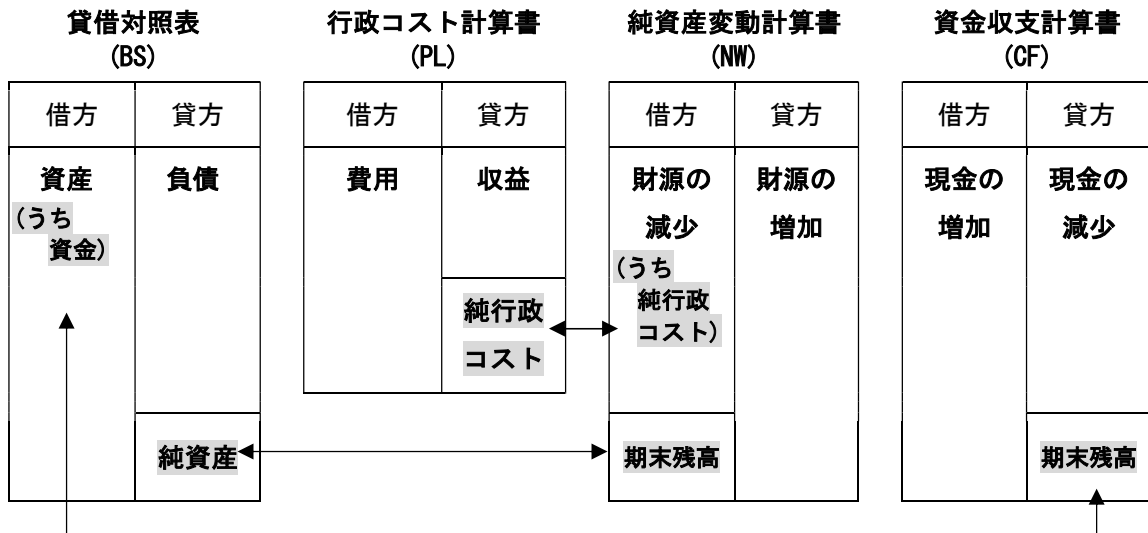 貸借対照表
(BS)
行政コスト計算書
(PL)
純資産変動計算書
(NW)
資金収支計算書
(CF)
借方
貸方
借方
貸方
借方
貸方
借方
貸方
資産
(うち
資金)
負債
純資産
費用
収益
純行政
コスト
財源の
減少
(うち
純行政
コスト)
期末残高
財源の
増加
現金の
増加
現金の
減少
期末残高